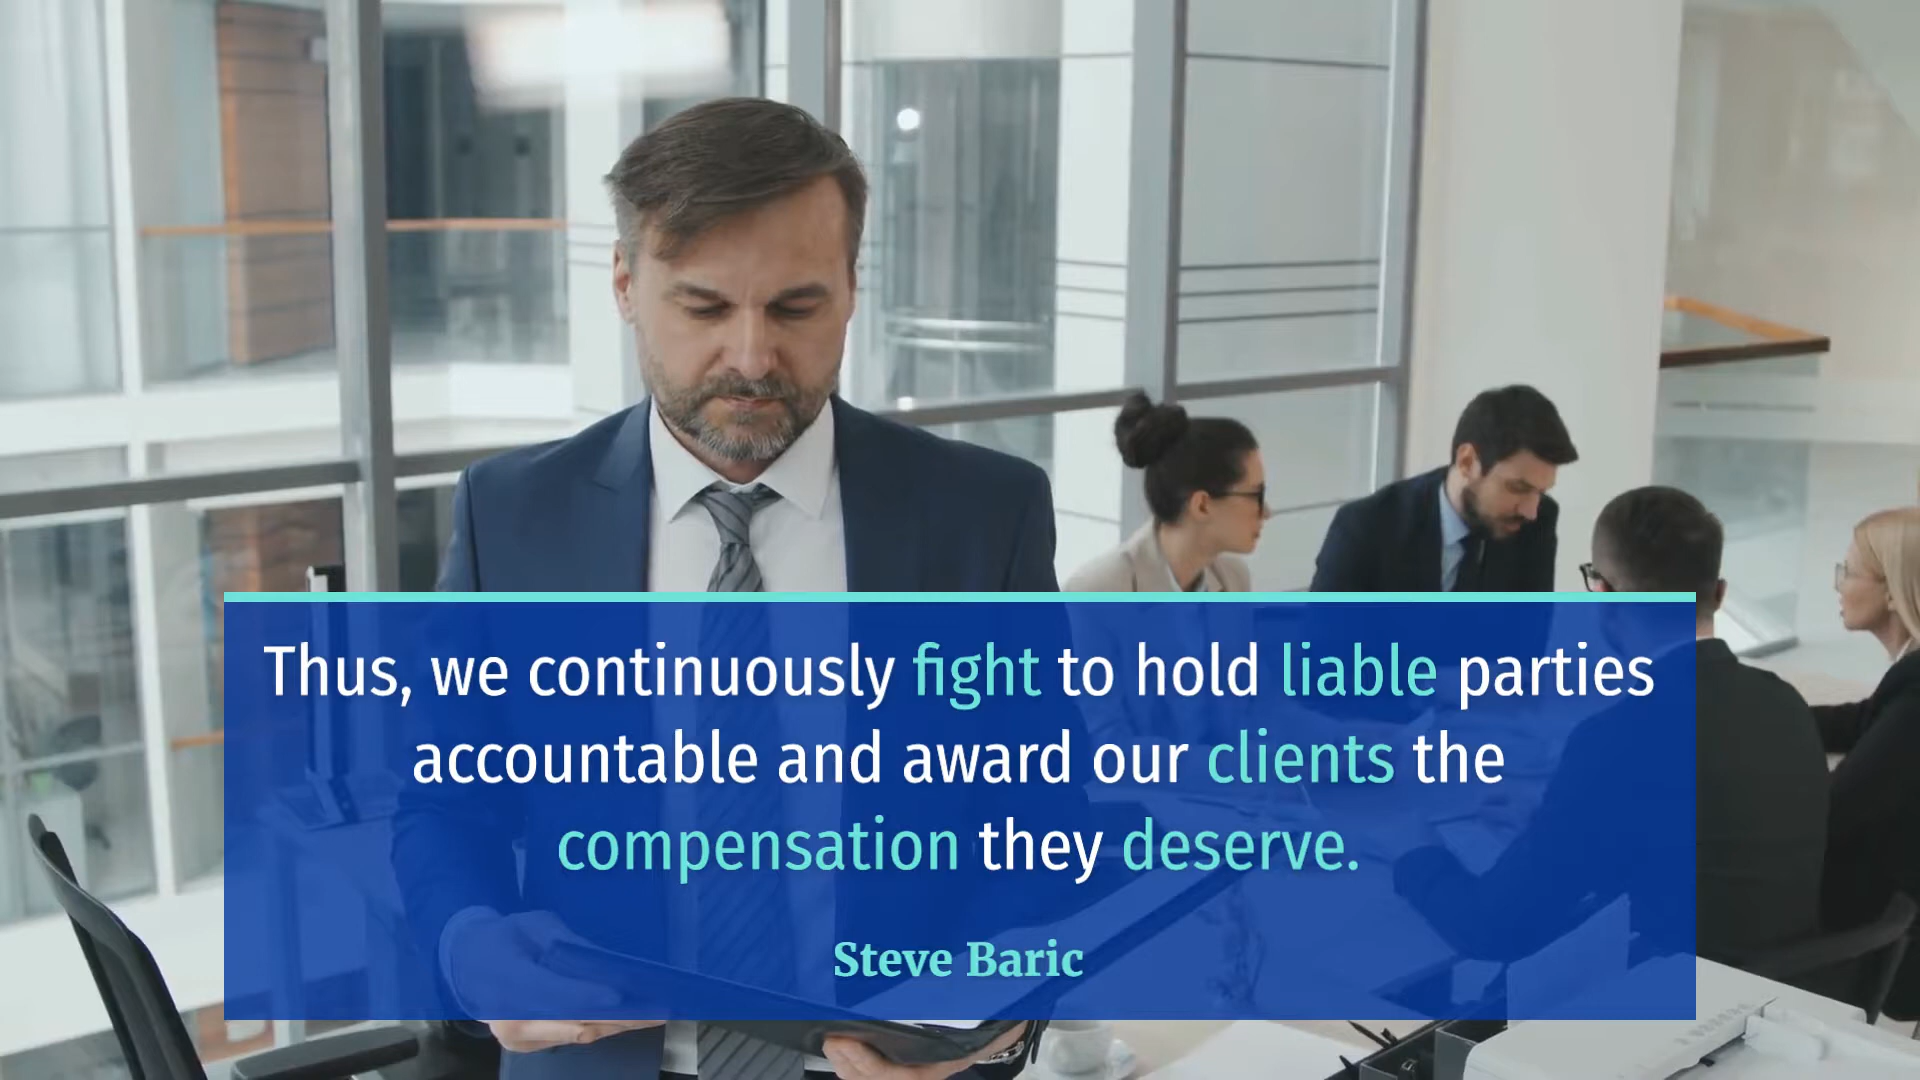 Thus, we continuously fight to hold liable parties
accountable and award our clients the
compensation they deserve.
Steve Baric